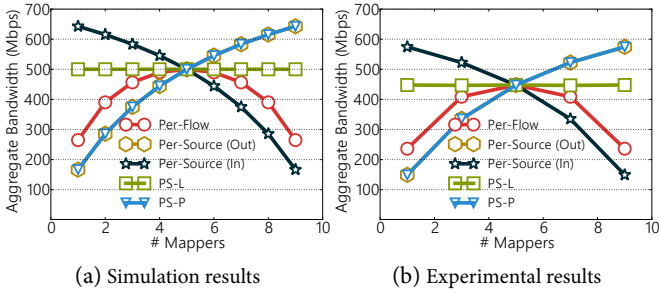 Aggregate Bandwidth (Mbps)
700
600
500
400
300
200
100
Per-Flow
Per-Source (Out)
Per-Source (In)
PS-L
PS-P
0 2 4 6 8 10
# Mappers
(a) Simulation results
Aggregate Bandwidth (Mbps)
700
600
500
400
300
200
100
Per-Flow
Per-Source (Out)
Per-Source (In)
PS-L
PS-P
0 2 4 6 8 10
# Mappers
(b) Experimental results